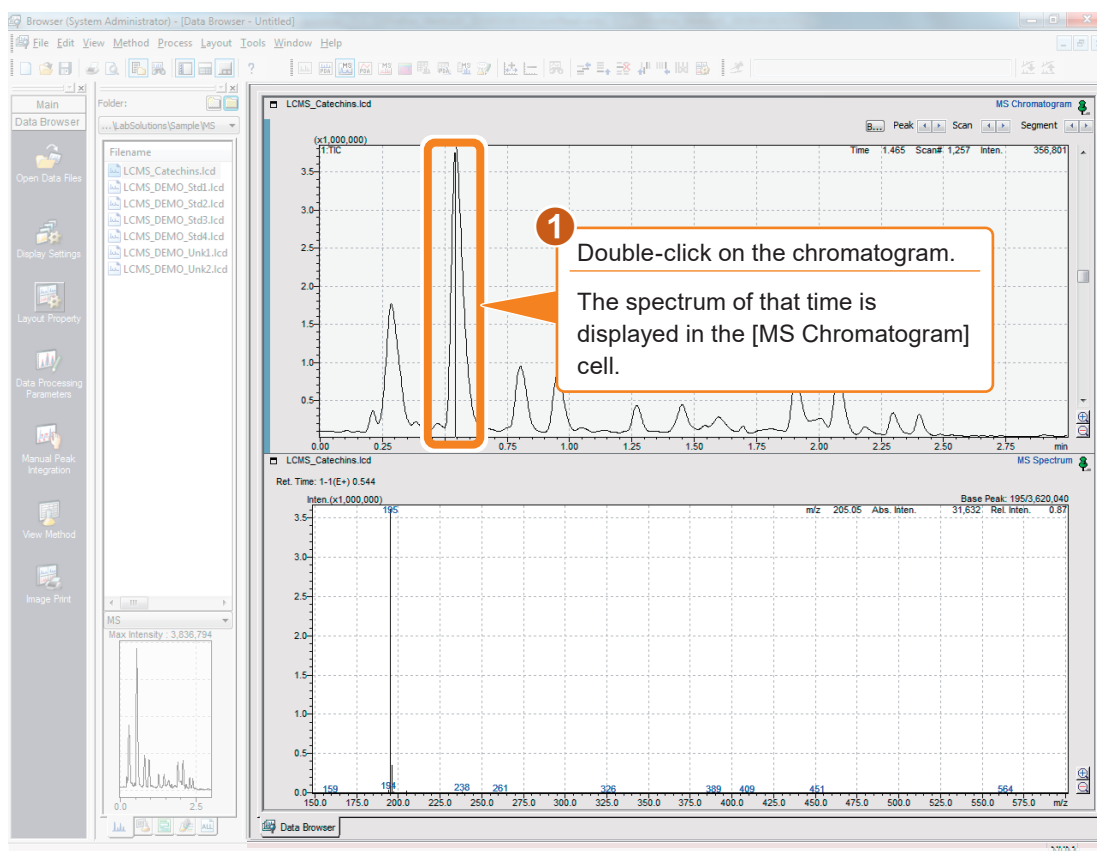 Browser (System Administrator) - [Data Browser - Untitled]
File Edit View Method Process Layout Tools Window Help
Main
Data Browser
Open Data Files
Display Settings
Layout Property
Data Processing
Parameters
Manual Peak
Integration
View Method
Image Print
Folder:
...\LabSolutions\Sample\MS
Filename
LCMS_Catechins.lcd
LCMS_DEMO_Std1.lcd
LCMS_DEMO_Std2.lcd
LCMS_DEMO_Std3.lcd
LCMS_DEMO_Std4.lcd
LCMS_DEMO_Unk1.lcd
LCMS_DEMO_Unk2.lcd
MS
Max Intensity : 3,836,794
0.0 2.5
ALL
LCMS_Catechins.lcd MS Chromatogram
B... Peak Scan Segment
(x1,000,000)
1:TIC Time 1.465 Scan# 1,257 Inten. 356,801
3.5
3.0
2.5
2.0
1.5
1.0
0.5
0.00 0.25 0.75 1.00 1.25 1.50 1.75 2.00 2.25 2.50 2.75 min
1
Double-click on the chromatogram.
The spectrum of that time is
displayed in the [MS Chromatogram]
cell.
LCMS_Catechins.lcd MS Spectrum
Ret. Time: 1-1(E+) 0.544
Inten.(x1,000,000) Base Peak: 195/3,620,040
195 m/z 205.05 Abs. Inten. 31,632 Rel. Inten. 0.87
3.5
3.0
2.5
2.0
1.5
1.0
0.5
0.0
159 194 238 261 326 389 409 451 564
150.0 175.0 200.0 225.0 250.0 275.0 300.0 325.0 350.0 375.0 400.0 425.0 450.0 475.0 500.0 525.0 550.0 575.0 m/z
Data Browser